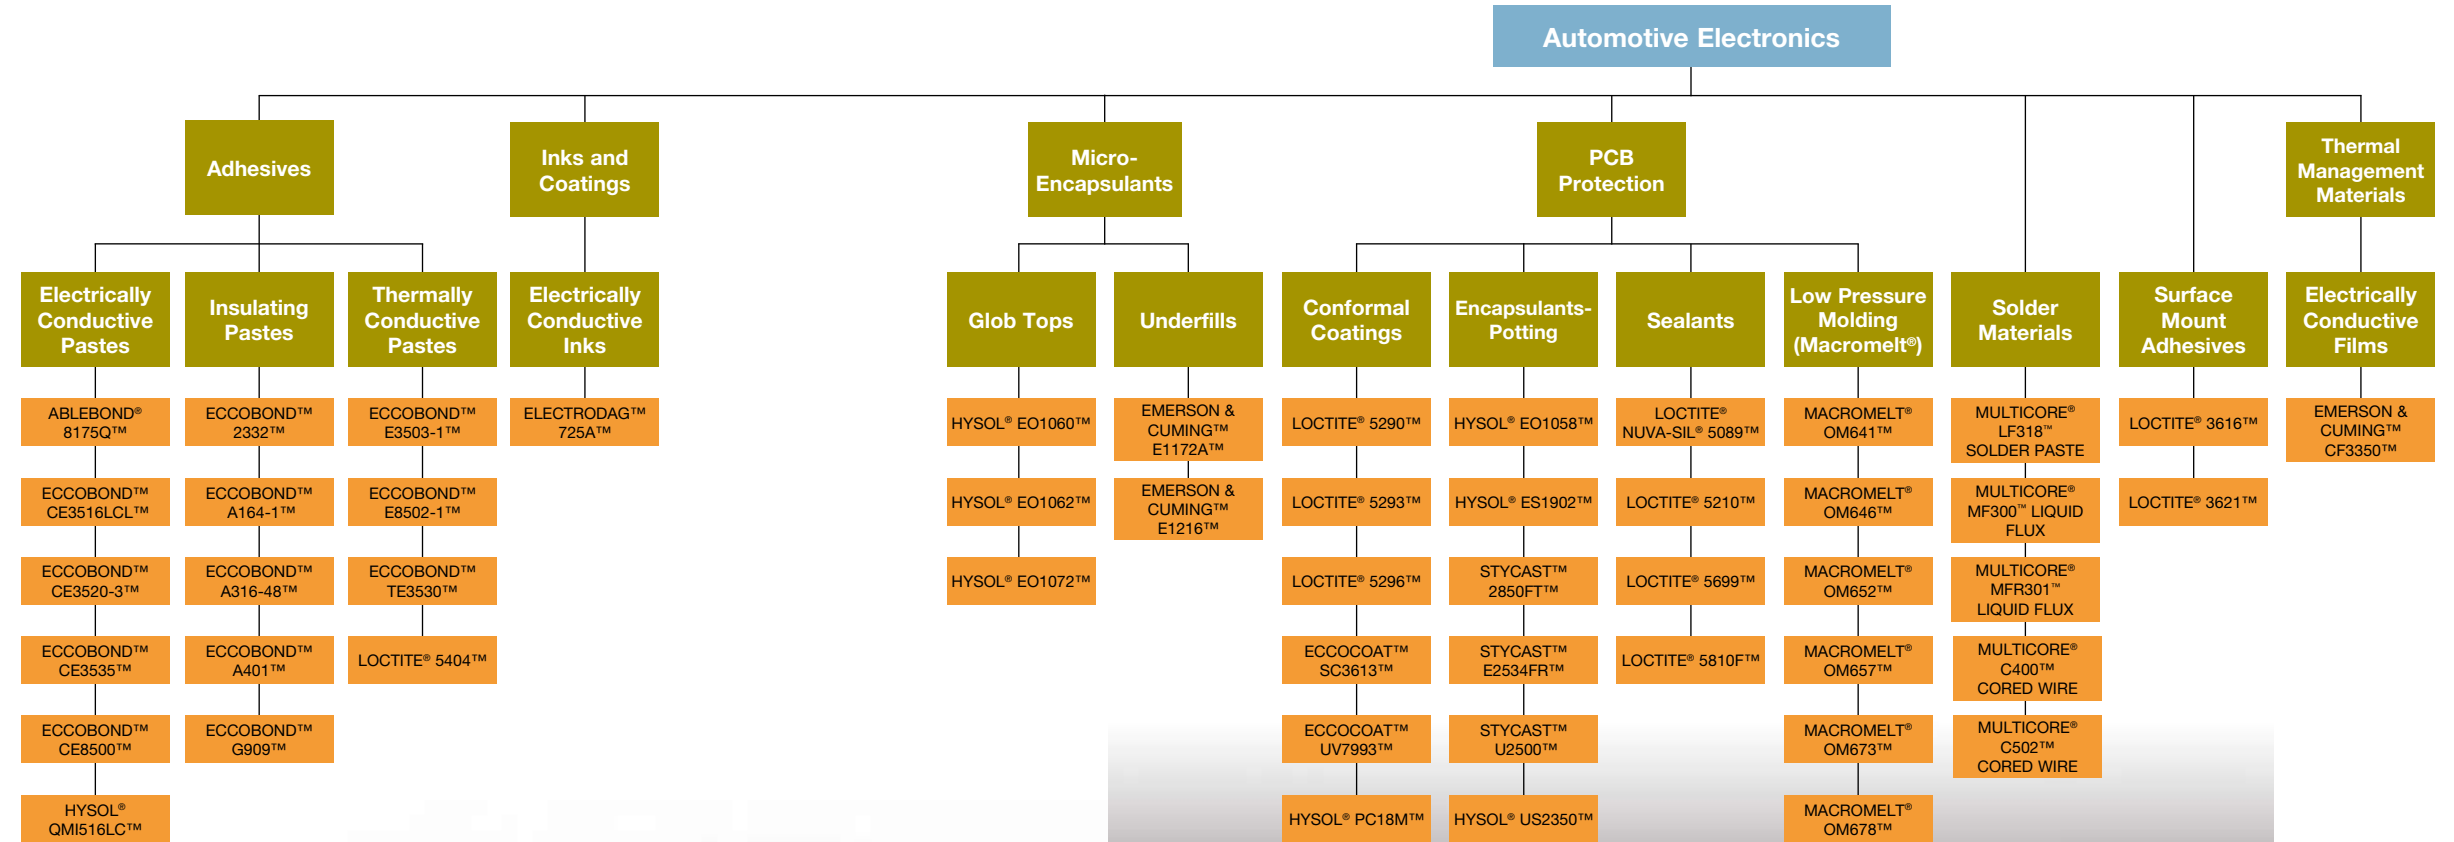 Automotive Electronics
Adhesives
Inks and
Coatings
Micro-
Encapsulants
PCB
Protection
Thermal
Management
Materials
Electrically
Conductive
Pastes
Insulating
Pastes
Thermally
Conductive
Pastes
Electrically
Conductive
Inks
Glob Tops
Underfills
Conformal
Coatings
Encapsulants-
Potting
Sealants
Low Pressure
Molding
(Macromelt®)
Solder
Materials
Surface
Mount
Adhesives
Electrically
Conductive
Films
ABLEBOND®
8175Q™
ECCOBOND™
CE3516LCL™
ECCOBOND™
CE3520-3™
ECCOBOND™
CE3535™
ECCOBOND™
CE8500™
HYSOL®
QMI516LC™
ECCOBOND™
2332™
ECCOBOND™
A164-1™
ECCOBOND™
A316-48™
ECCOBOND™
A401™
ECCOBOND™
G909™
ECCOBOND™
E3503-1™
ECCOBOND™
E8502-1™
ECCOBOND™
TE3530™
LOCTITE® 5404™
ELECTRODAG™
725A™
HYSOL® EO1060™
HYSOL® EO1062™
HYSOL® EO1072™
EMERSON &
CUMING™
E1172A™
EMERSON &
CUMING™
E1216™
LOCTITE® 5290™
LOCTITE® 5293™
LOCTITE® 5296™
ECCOCOAT™
SC3613™
ECCOCOAT™
UV7993™
HYSOL® PC18M™
HYSOL® EO1058™
HYSOL® ES1902™
STYCAST™
2850FT™
STYCAST™
E2534FR™
STYCAST™
U2500™
HYSOL® US2350™
LOCTITE®
NUVA-SIL® 5089™
LOCTITE® 5210™
LOCTITE® 5699™
LOCTITE® 5810F™
MACROMELT®
OM641™
MACROMELT®
OM646™
MACROMELT®
OM652™
MACROMELT®
OM657™
MACROMELT®
OM673™
MACROMELT®
OM678™
MULTICORE®
LF318™
SOLDER PASTE
MULTICORE®
MF300™ LIQUID
FLUX
MULTICORE®
MFR301™
LIQUID FLUX
MULTICORE®
C400™
CORED WIRE
MULTICORE®
C502™
CORED WIRE
LOCTITE® 3616™
LOCTITE® 3621™
EMERSON &
CUMING™
CF3350™